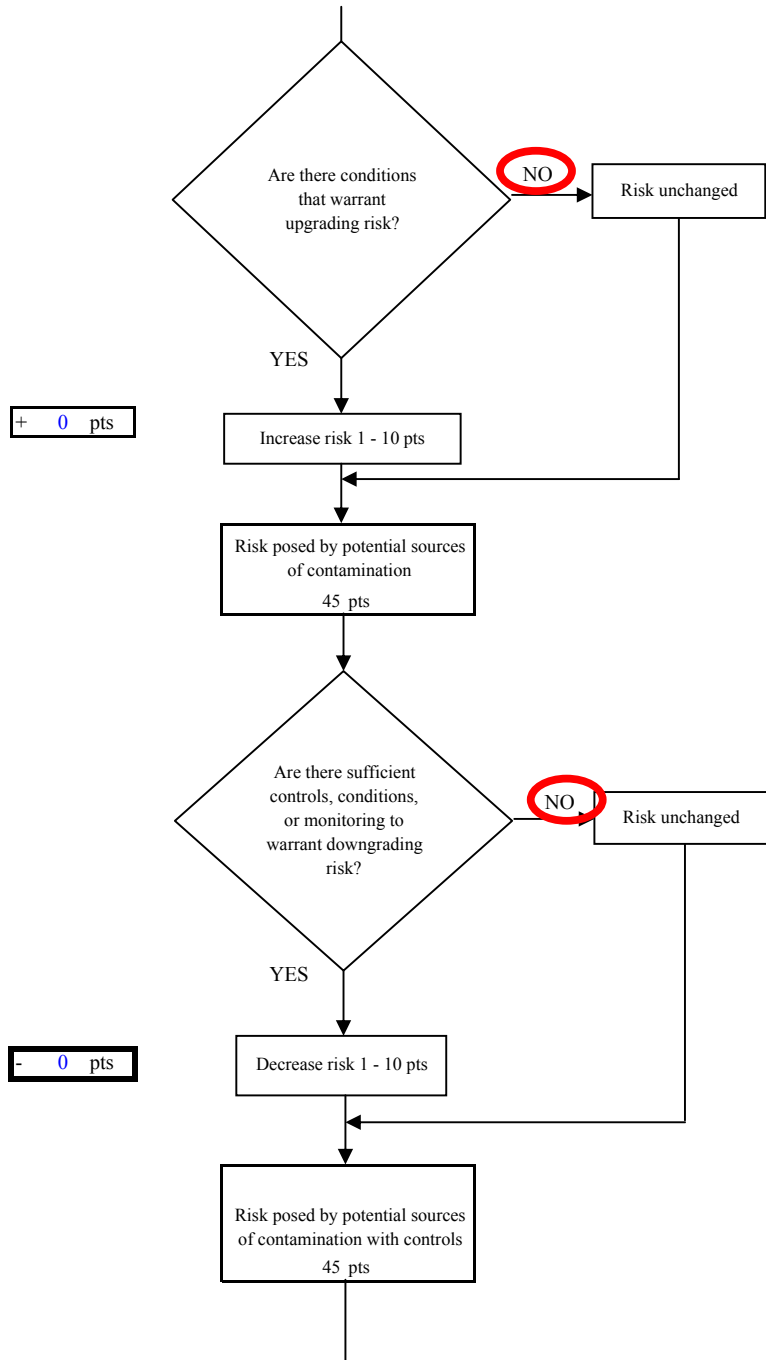 Are there conditions
that warrant
upgrading risk?
NO
Risk unchanged
YES
+ 0 pts
Increase risk 1 - 10 pts
Risk posed by potential sources
of contamination
45 pts
Are there sufficient
controls, conditions,
or monitoring to
warrant downgrading
risk?
NO
Risk unchanged
YES
- 0 pts
Decrease risk 1 - 10 pts
Risk posed by potential sources
of contamination with controls
45 pts